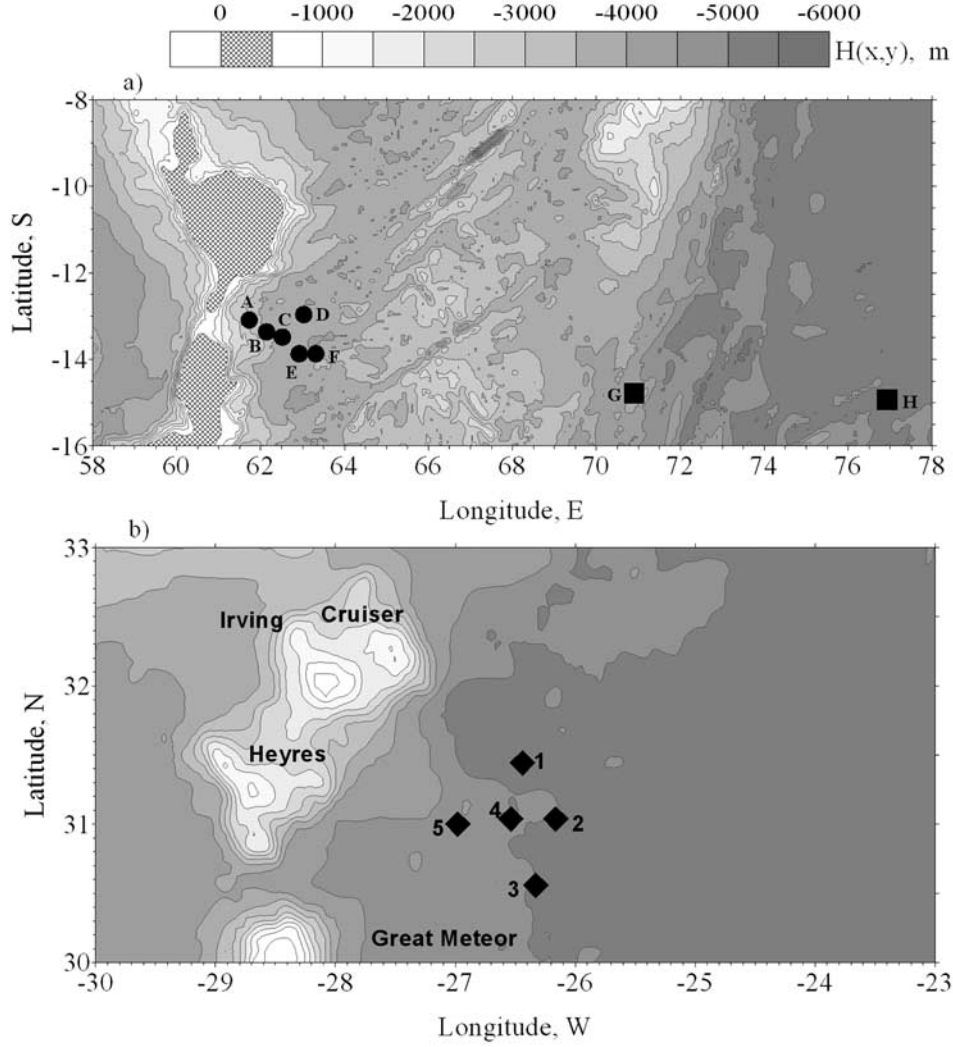 0 -1000 -2000 -3000 -4000 -5000 -6000
H(x,y), m
a)
-8
-10
-12
-14
-16
Latitude, S
A
B
C
D
E
F
G
H
58 60 62 64 66 68 70 72 74 76 78
Longitude, E
b)
33
32
31
30
Latitude, N
Irving
Cruiser
Heyres
1
2
3
4
5
Great Meteor
-30 -29 -28 -27 -26 -25 -24 -23
Longitude, W